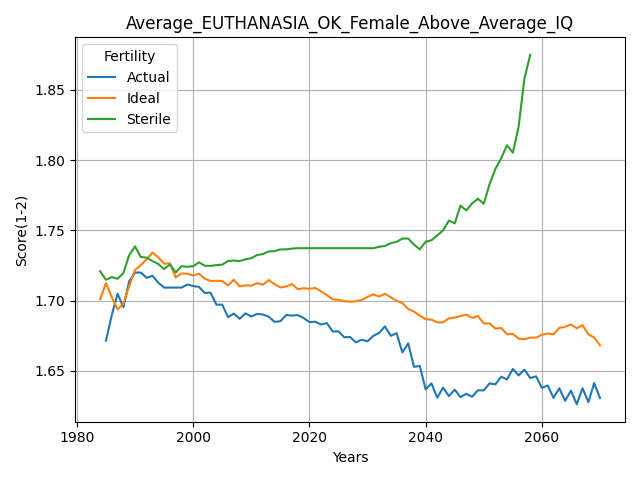 Average_EUTHANASIA_OK_Female_Above_Average_IQ
Fertility
Actual
Ideal
Sterile
1.85
1.80
1.75
1.70
1.65
Score(1-2)
1980
2000
2020
2040
2060
Years